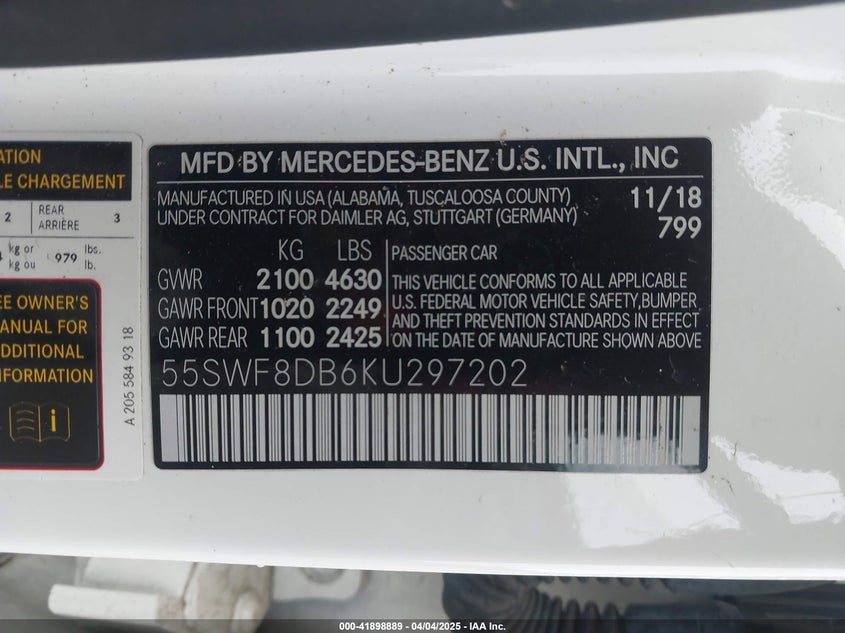 ATION
LE CHARGEMENT
2 REAR ARRIÈRE 3
kg or kg ou 979 lbs. lb.
EE OWNER'S
MANUAL FOR
ADDITIONAL
INFORMATION
A 205 584 93 18
MFD BY MERCEDES-BENZ U.S. INTL., INC
MANUFACTURED IN USA (ALABAMA, TUSCALOOSA COUNTY) 11/18
UNDER CONTRACT FOR DAIMLER AG, STUTTGART (GERMANY) 799
KG LBS PASSENGER CAR
GVWR 2100 4630
GAWR FRONT 1020 2249
GAWR REAR 1100 2425
THIS VEHICLE CONFORMS TO ALL APPLICABLE
U.S. FEDERAL MOTOR VEHICLE SAFETY, BUMPER
AND THEFT PREVENTION STANDARDS IN EFFECT
ON THE DATE OF MANUFACTURE SHOWN ABOVE
55SWF8DB6KU297202
000-41898889 - 04/04/2025 - IAA Inc.